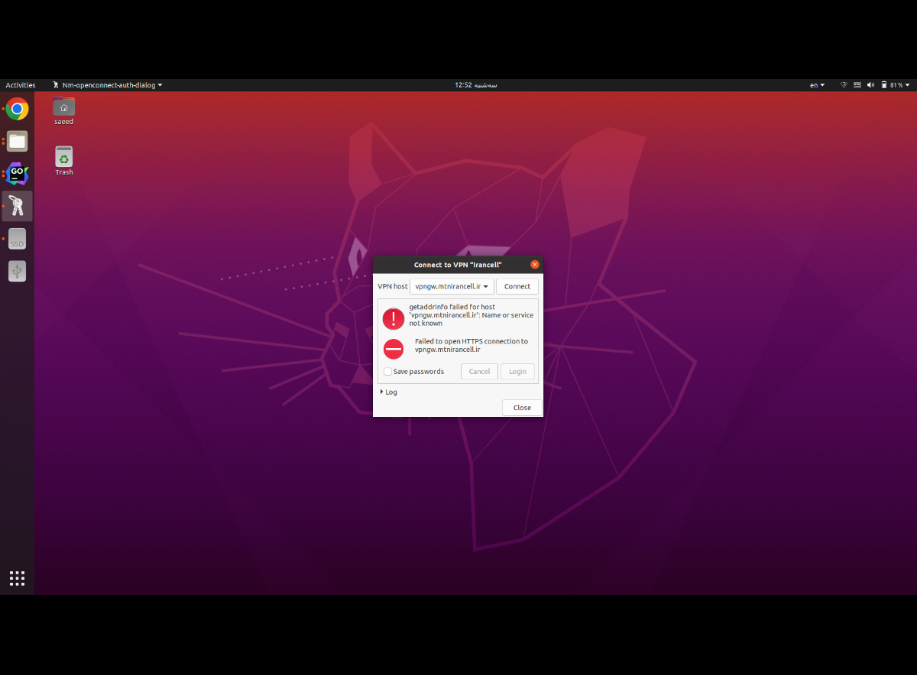 Activities
Nm-openconnect-auth-dialog
سه‌شنبه 12:52
en
81 %
saeed
GO
Trash
SSD
Connect to VPN "Irancell"
VPN host
vpngw.mtnirancell.ir
Connect
getaddrinfo failed for host
'vpngw.mtnirancell.ir': Name or service
not known
Failed to open HTTPS connection to
vpngw.mtnirancell.ir
Save passwords
Cancel
Login
Log
Close